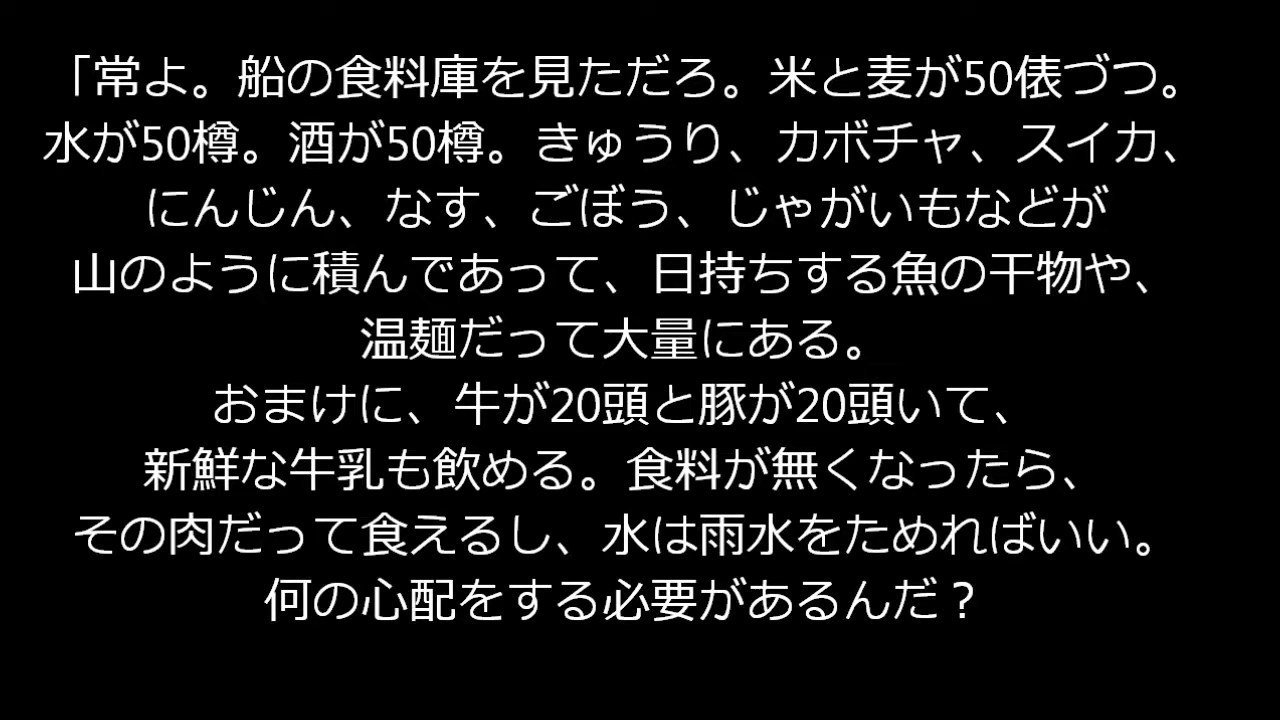 「常よ。船の食料庫を見ただろ。米と麦が50俵づつ。
水が50樽。酒が50樽。きゅうり、カボチャ、スイカ、
にんじん、なす、ごぼう、じゃがいもなどが
山のように積んであって、日持ちする魚の干物や、
温麺だって大量にある。
おまけに、牛が20頭と豚が20頭いて、
新鮮な牛乳も飲める。食料が無くなったら、
その肉だって食えるし、水は雨水をためればいい。
何の心配をする必要があるんだ？